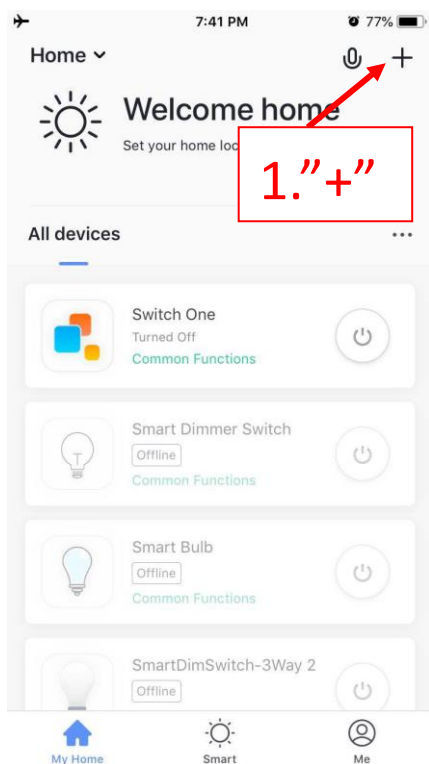 7:41 PM
77%
Home
Welcome home
Set your home loc
1.”+”
All devices
Switch One
Turned Off
Common Functions
Smart Dimmer Switch
Offline
Common Functions
Smart Bulb
Offline
Common Functions
SmartDimSwitch-3Way 2
Offline
My Home Smart Me